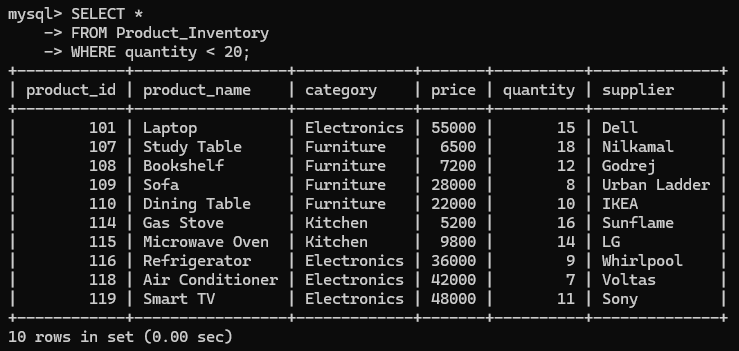 mysql> SELECT *
    -> FROM Product_Inventory
    -> WHERE quantity < 20;
+------------+-----------------+-------------+-------+----------+--------------+
| product_id | product_name    | category    | price | quantity | supplier     |
+------------+-----------------+-------------+-------+----------+--------------+
|        101 | Laptop          | Electronics | 55000 |       15 | Dell         |
|        107 | Study Table     | Furniture   |  6500 |       18 | Nilkamal     |
|        108 | Bookshelf       | Furniture   |  7200 |       12 | Godrej       |
|        109 | Sofa            | Furniture   | 28000 |        8 | Urban Ladder |
|        110 | Dining Table    | Furniture   | 22000 |       10 | IKEA         |
|        114 | Gas Stove       | Kitchen     |  5200 |       16 | Sunflame     |
|        115 | Microwave Oven  | Kitchen     |  9800 |       14 | LG           |
|        116 | Refrigerator    | Electronics | 36000 |        9 | Whirlpool    |
|        118 | Air Conditioner | Electronics | 42000 |        7 | Voltas       |
|        119 | Smart TV        | Electronics | 48000 |       11 | Sony         |
+------------+-----------------+-------------+-------+----------+--------------+
10 rows in set (0.00 sec)